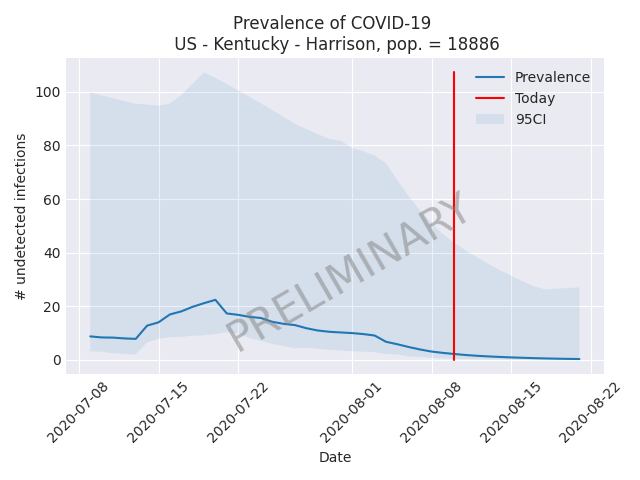 Prevalence of COVID-19
US - Kentucky - Harrison, pop. = 18886
Prevalence
Today
95CI
100
80
60
40
20
0
# undetected infections
PRELIMINARY
2020-07-08
2020-07-15
2020-07-22
2020-08-01
2020-08-08
2020-08-15
2020-08-22
Date